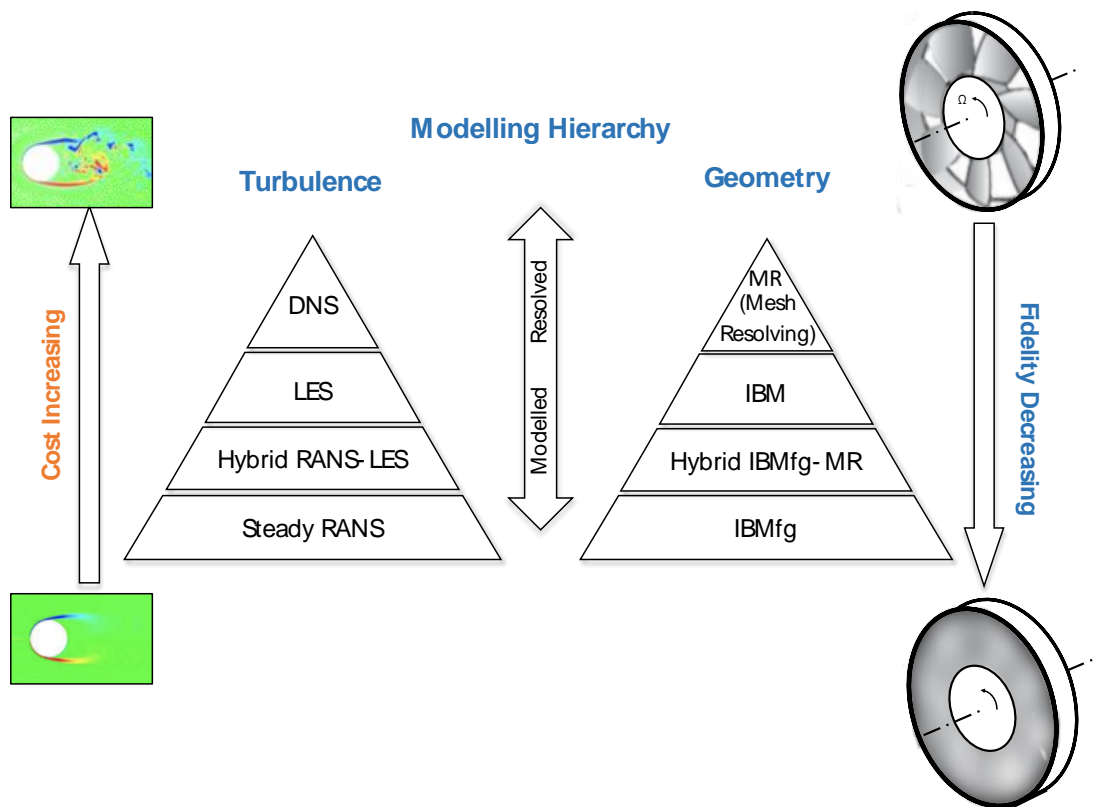 Modelling Hierarchy
Turbulence
Geometry
Ω
Cost Increasing
DNS
LES
Hybrid RANS-LES
Steady RANS
Resolved
Modelled
MR
(Mesh
Resolving)
IBM
Hybrid IBMfg-MR
IBMfg
Fidelity Decreasing